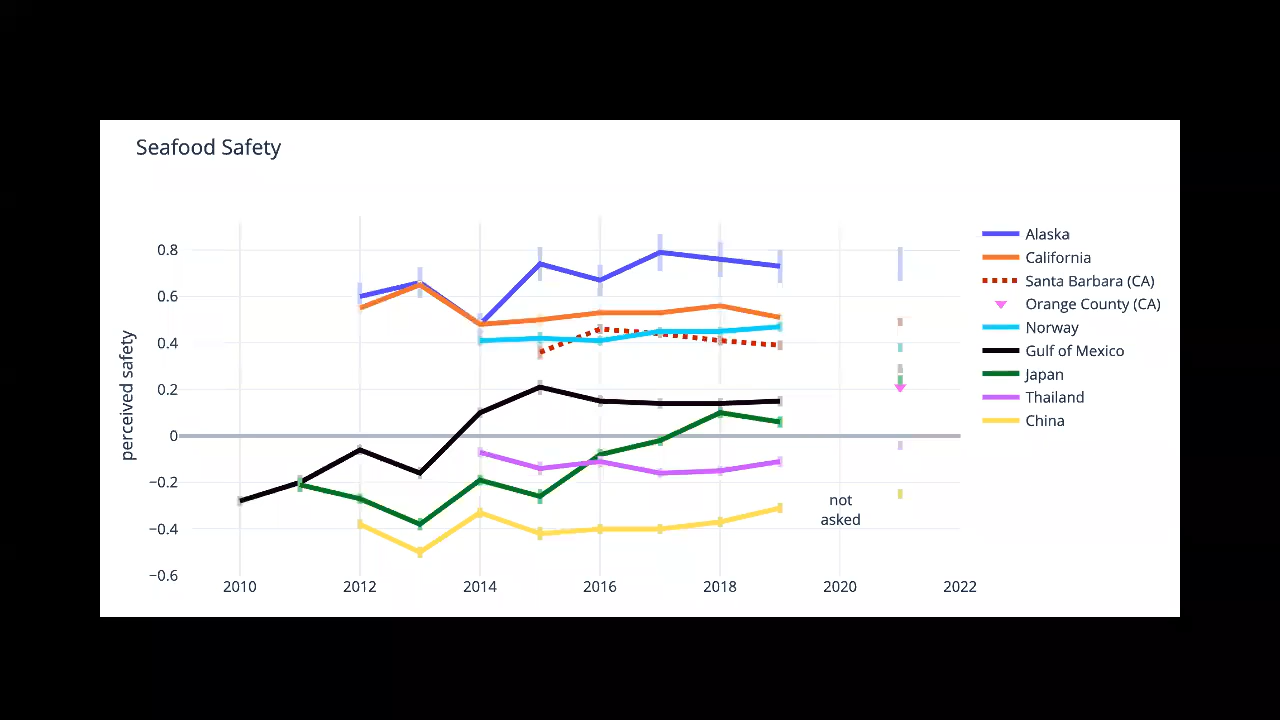 Seafood Safety
perceived safety
0.8
0.6
0.4
0.2
0
−0.2
−0.4
−0.6
2010 2012 2014 2016 2018 2020 2022
not
asked
Alaska
California
Santa Barbara (CA)
Orange County (CA)
Norway
Gulf of Mexico
Japan
Thailand
China